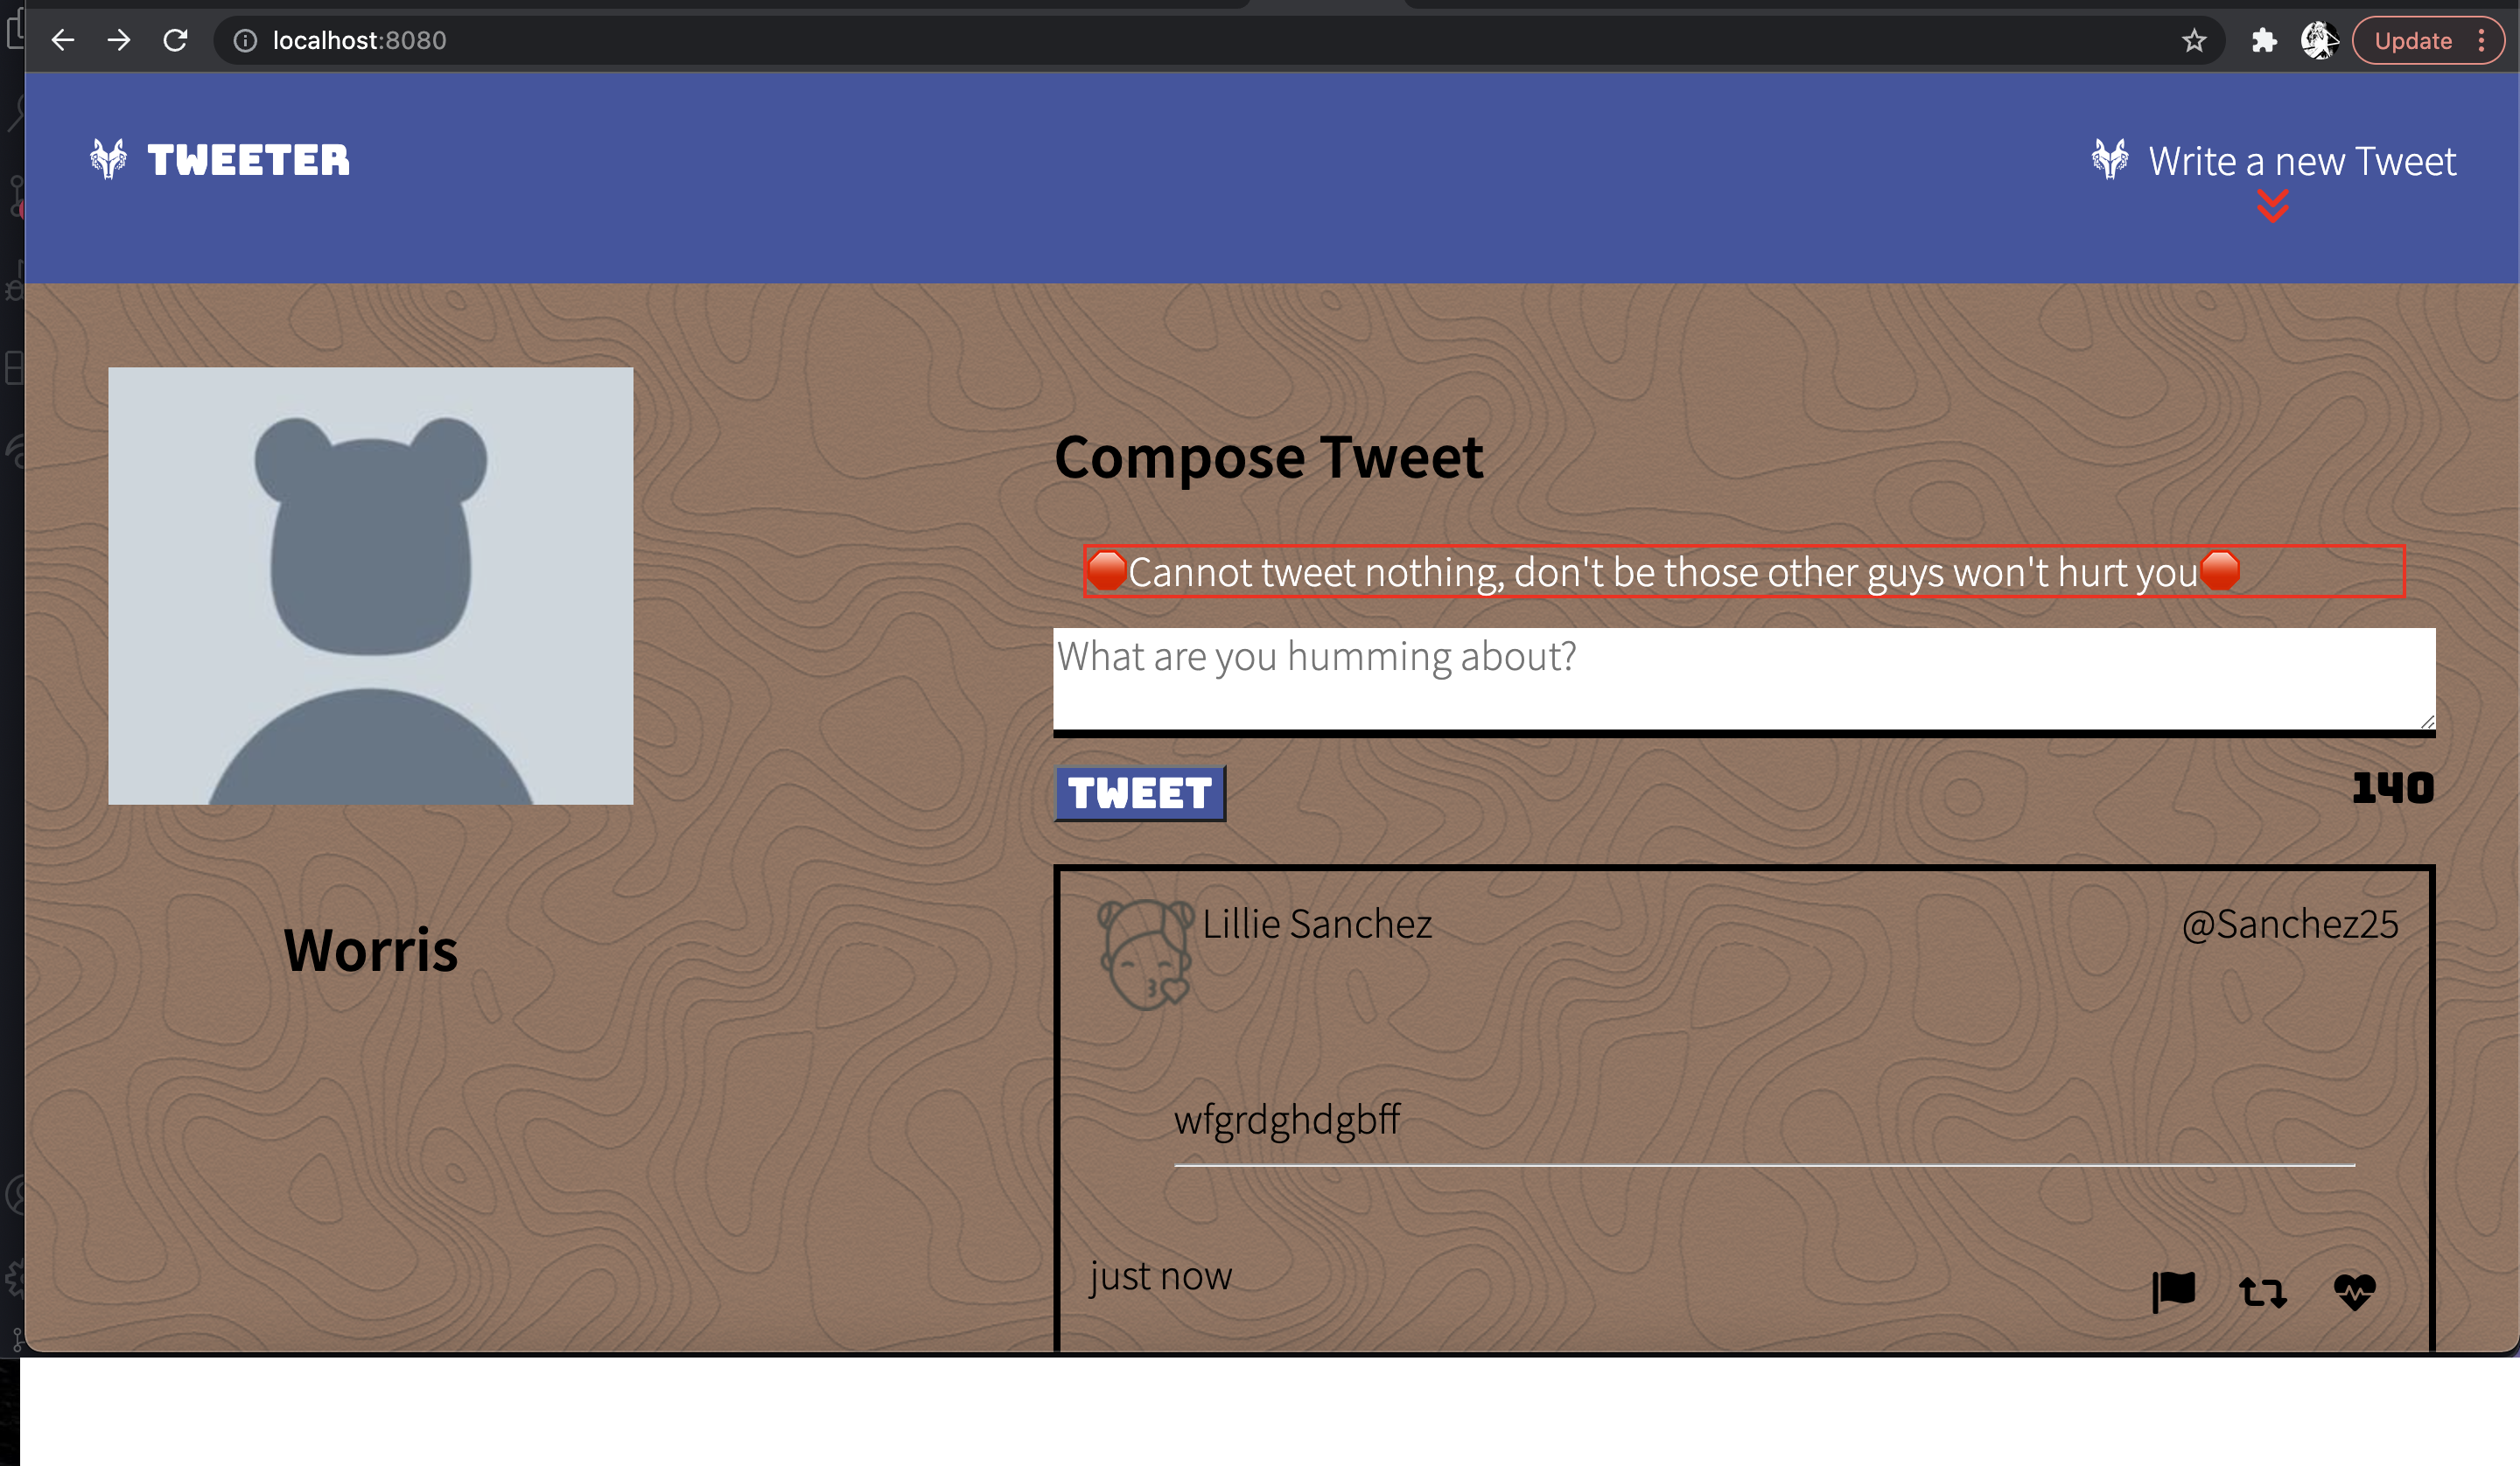 localhost:8080
Update
TWEETER
Write a new Tweet
Compose Tweet
🛑Cannot tweet nothing, don't be those other guys won't hurt you🛑
What are you humming about?
TWEET
140
Worris
Lillie Sanchez
@Sanchez25
wfgrdghdgbff
just now